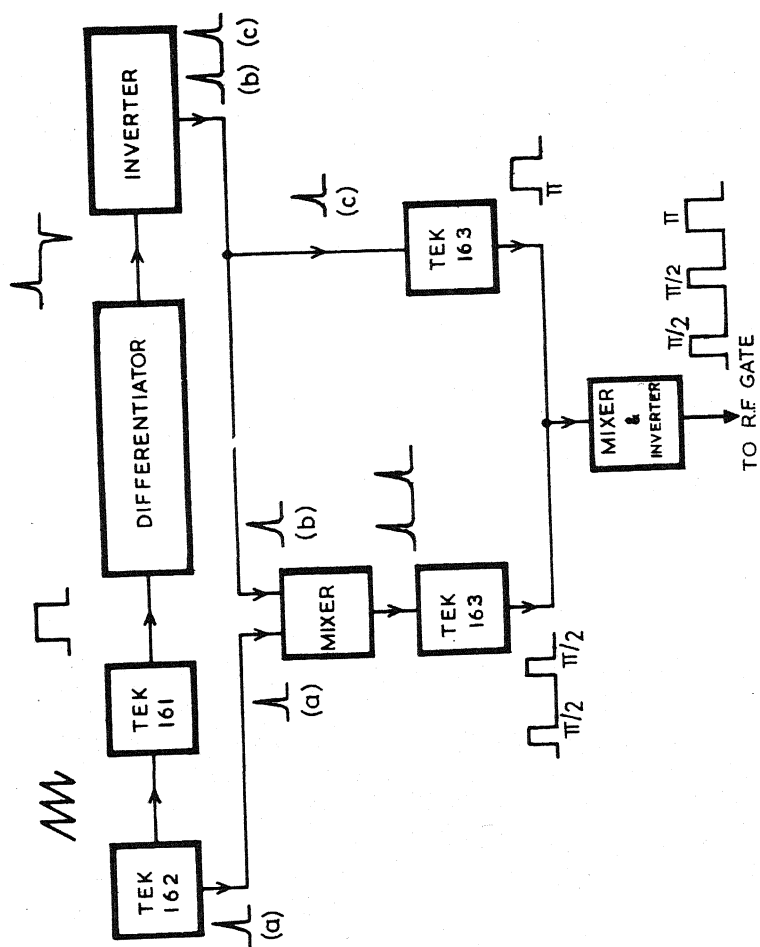 TEK
162
TEK
161
DIFFERENTIATOR
INVERTER
(a)
(b)
(c)
(a)
(b)
(c)
MIXER
TEK
163
TEK
163
π/2
π/2
π
MIXER
&
INVERTER
π/2
π/2
π
TO R.F. GATE